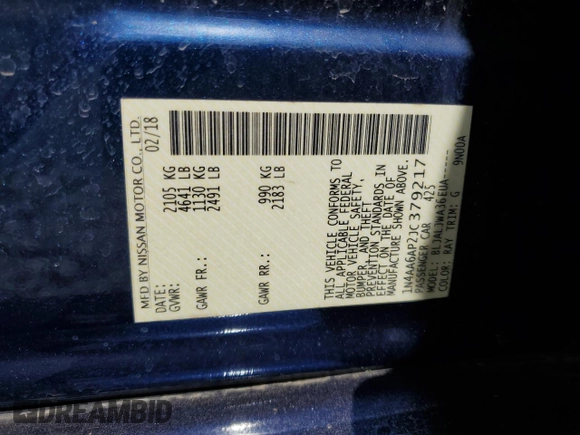 MFD BY NISSAN MOTOR CO., LTD.
DATE: 02/18
GVWR: 2105 KG
4641 LB
GAWR FR.: 1130 KG
2491 LB
GAWR RR.: 990 KG
2183 LB
THIS VEHICLE CONFORMS TO
ALL APPLICABLE FEDERAL
MOTOR VEHICLE SAFETY,
BUMPER, AND THEFT
PREVENTION STANDARDS IN
EFFECT ON THE DATE OF
MANUFACTURE SHOWN ABOVE.
1N4AA6AP2JC379217
PASSENGER CAR 425
MODEL: BLJALJWA36EUA-----
COLOR: RAY TRIM: G 9N00A
DREAMBID